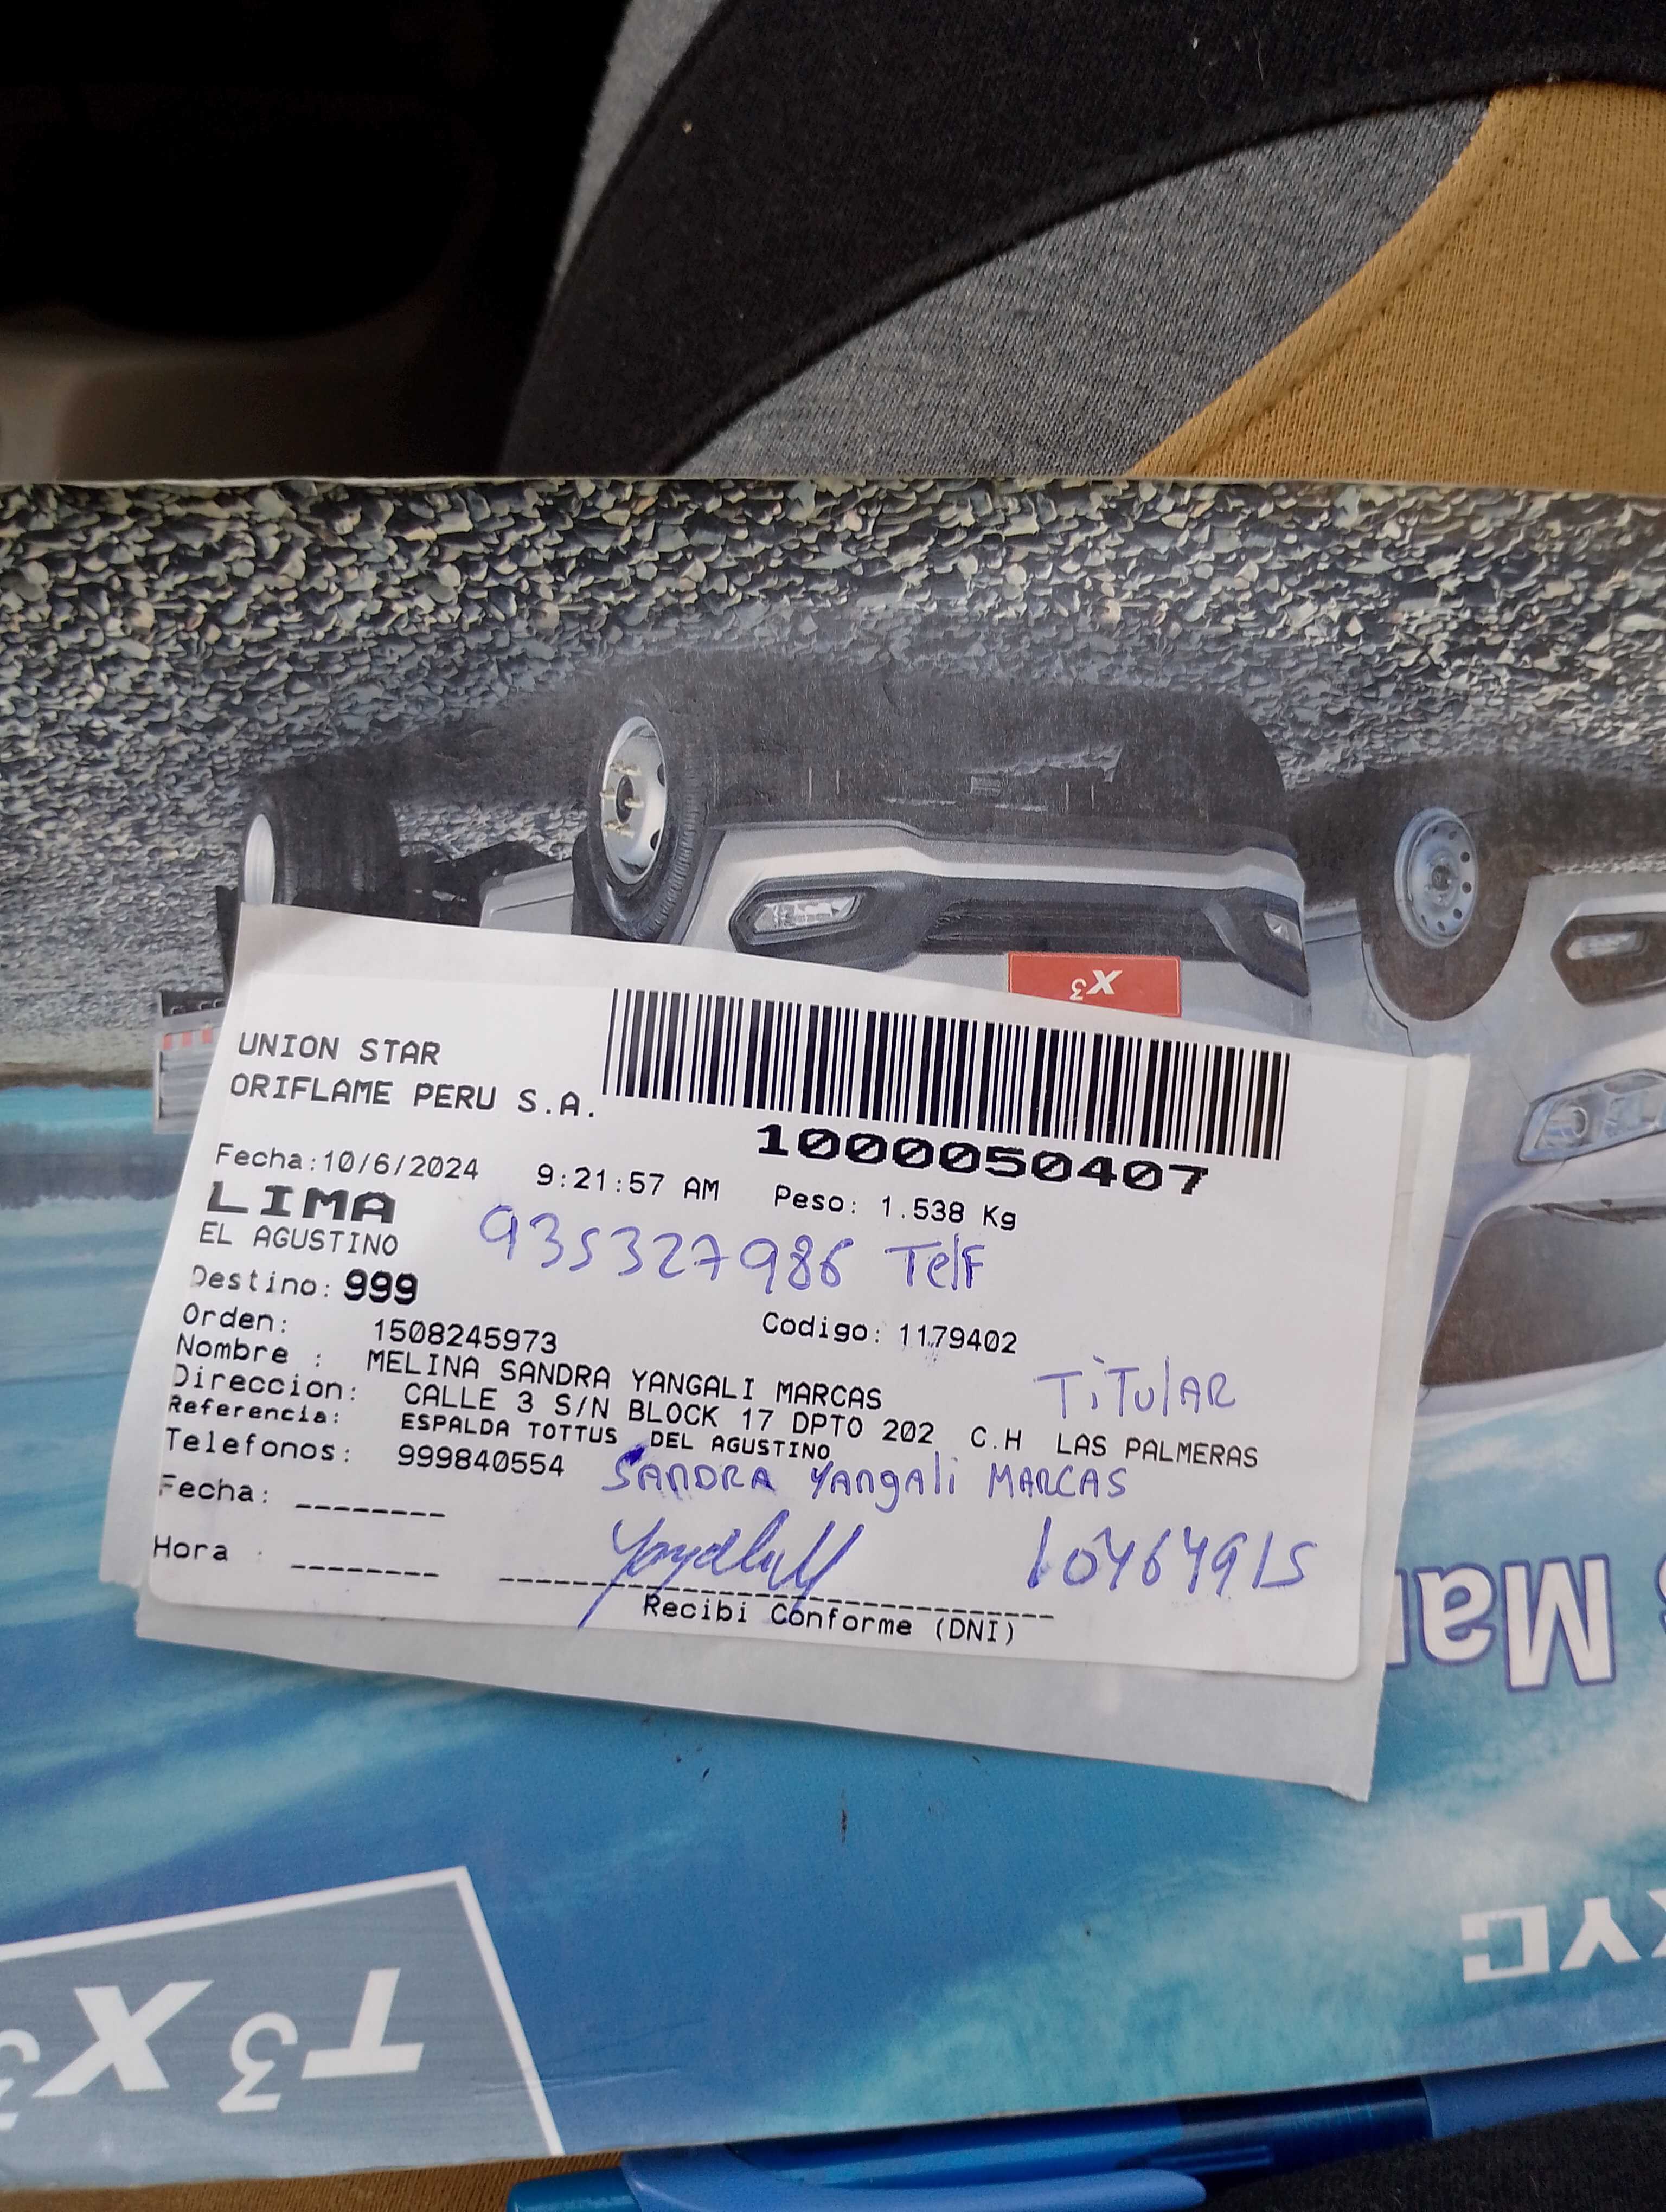 X3
UNION STAR
ORIFLAME PERU S.A.
1000050407
Fecha:10/6/2024 9:21:57 AM Peso: 1.538 Kg
LIMA
EL AGUSTINO
935327986 TelF
Destino: 999
Orden: 1508245973 Codigo: 1179402
Nombre : MELINA SANDRA YANGALI MARCAS
TiTulAR
Direccion: CALLE 3 S/N BLOCK 17 DPTO 202 C.H LAS PALMERAS
Referencia: ESPALDA TOTTUS DEL AGUSTINO
Telefonos: 999840554
SANDRA YAngali MARCAS
Fecha: --------
10464915
Hora : --------
Recibi Conforme (DNI)
T3X3